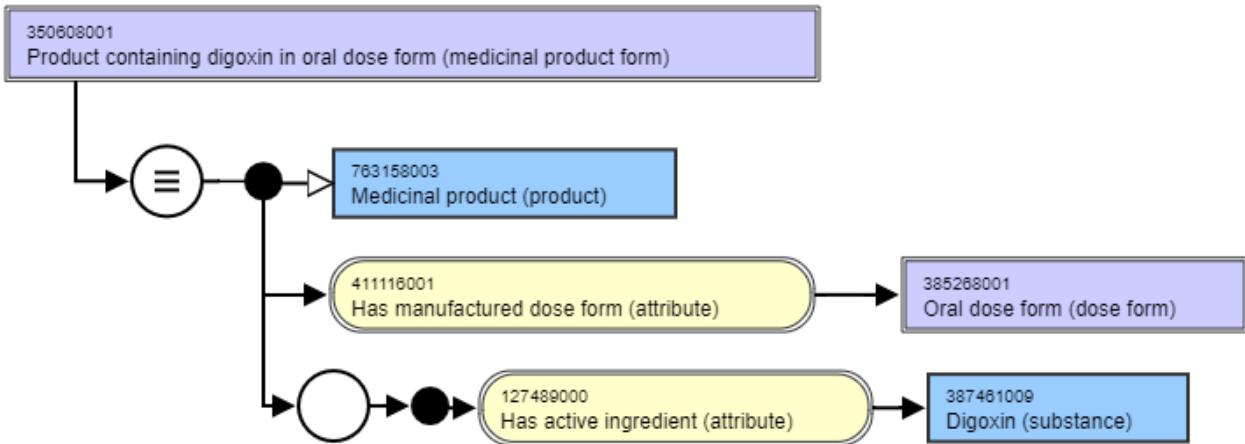 350608001
Product containing digoxin in oral dose form (medicinal product form)
763158003
Medicinal product (product)
411116001
Has manufactured dose form (attribute)
385268001
Oral dose form (dose form)
127489000
Has active ingredient (attribute)
387461009
Digoxin (substance)